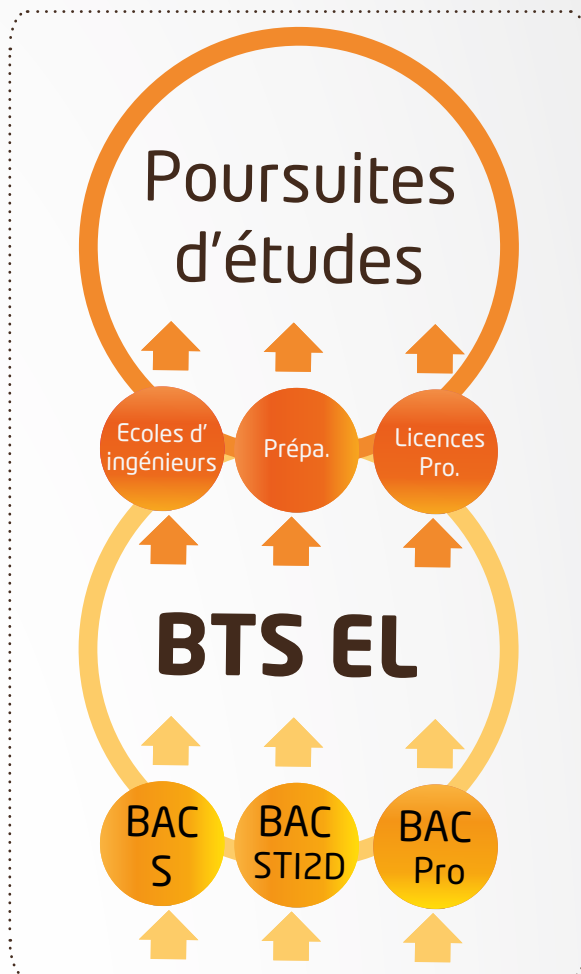 Poursuites
d'études
Ecoles d'
ingénieurs
Prépa.
Licences
Pro.
BTS EL
BAC
S
BAC
STI2D
BAC
Pro